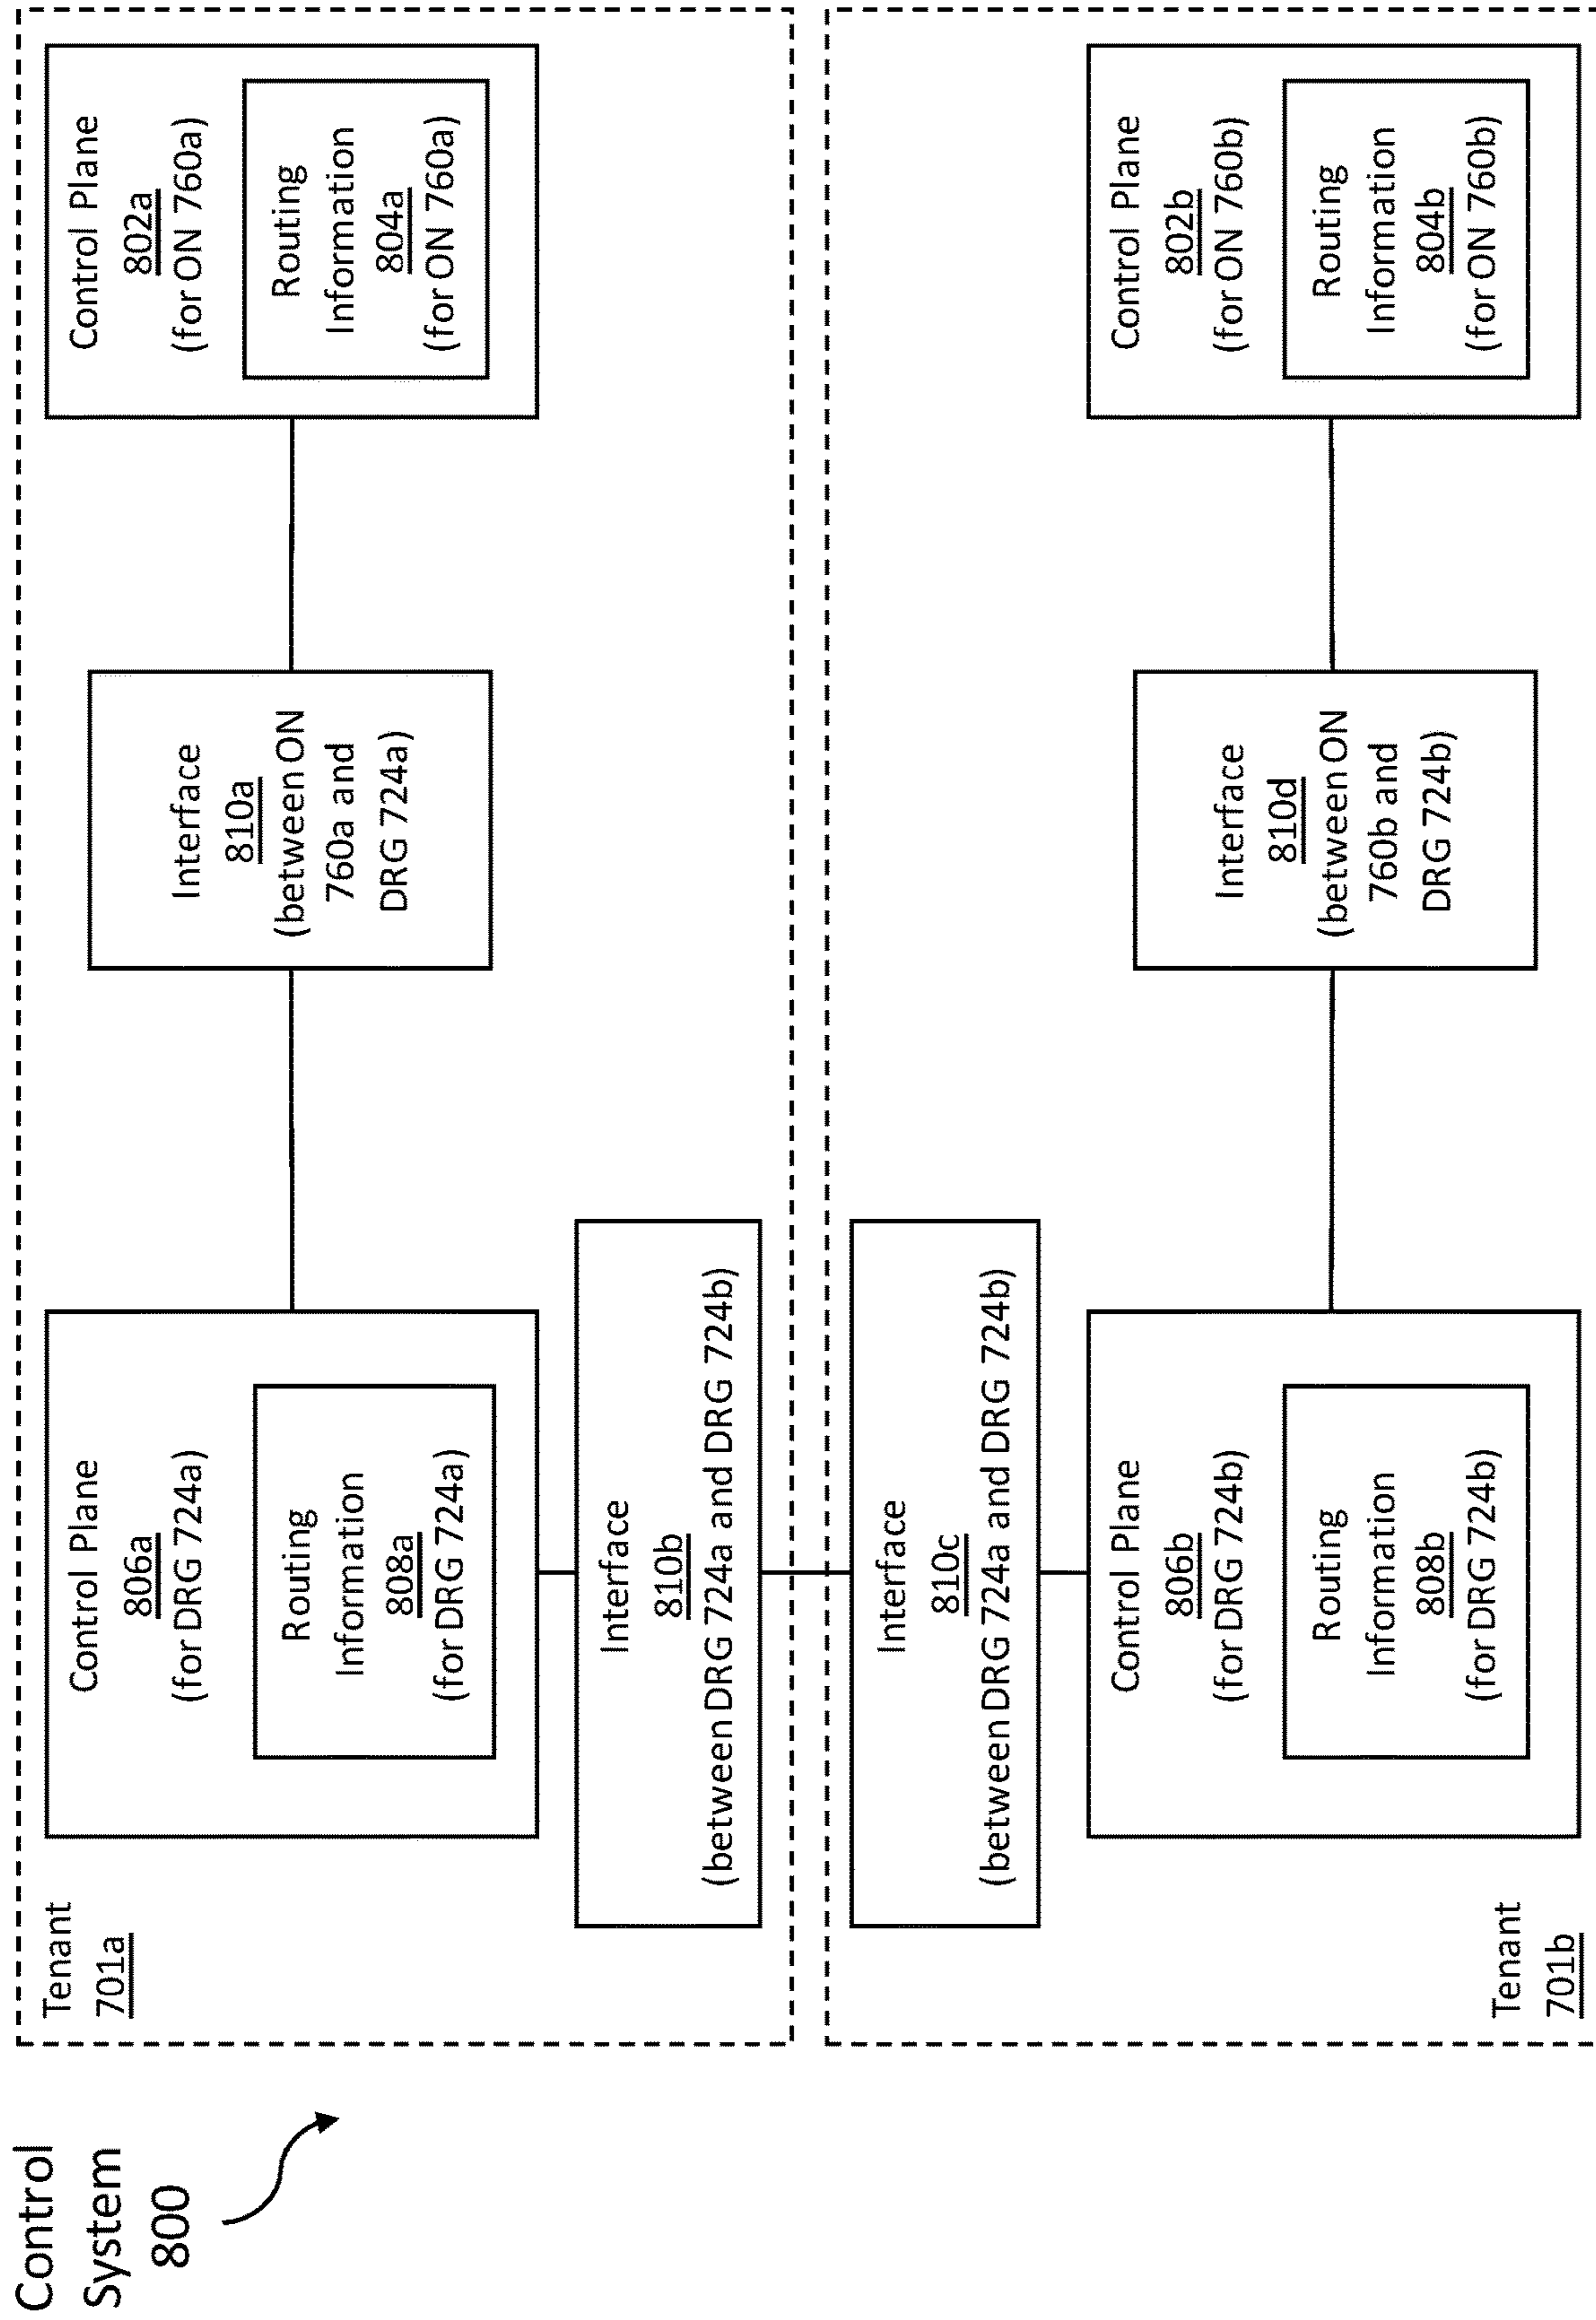 Control
System
800
Tenant
701a
Control Plane
806a
(for DRG 724a)
Routing
Information
808a
(for DRG 724a)
Interface
810a
(between ON
760a and
DRG 724a)
Control Plane
802a
(for ON 760a)
Routing
Information
804a
(for ON 760a)
Interface
810b
(between DRG 724a and DRG 724b)
Interface
810c
(between DRG 724a and DRG 724b)
Control Plane
806b
(for DRG 724b)
Routing
Information
808b
(for DRG 724b)
Interface
810d
(between ON
760b and
DRG 724b)
Control Plane
802b
(for ON 760b)
Routing
Information
804b
(for ON 760b)
Tenant
701b